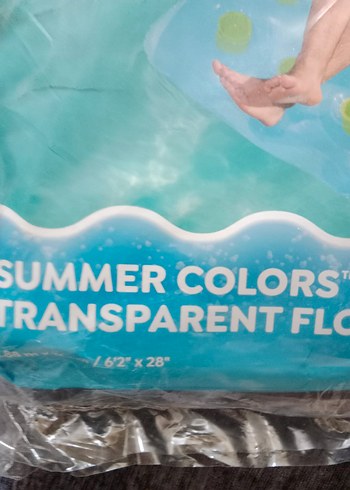 SUMMER COLORS™
TRANSPARENT FLO
/ 6'2" x 28"